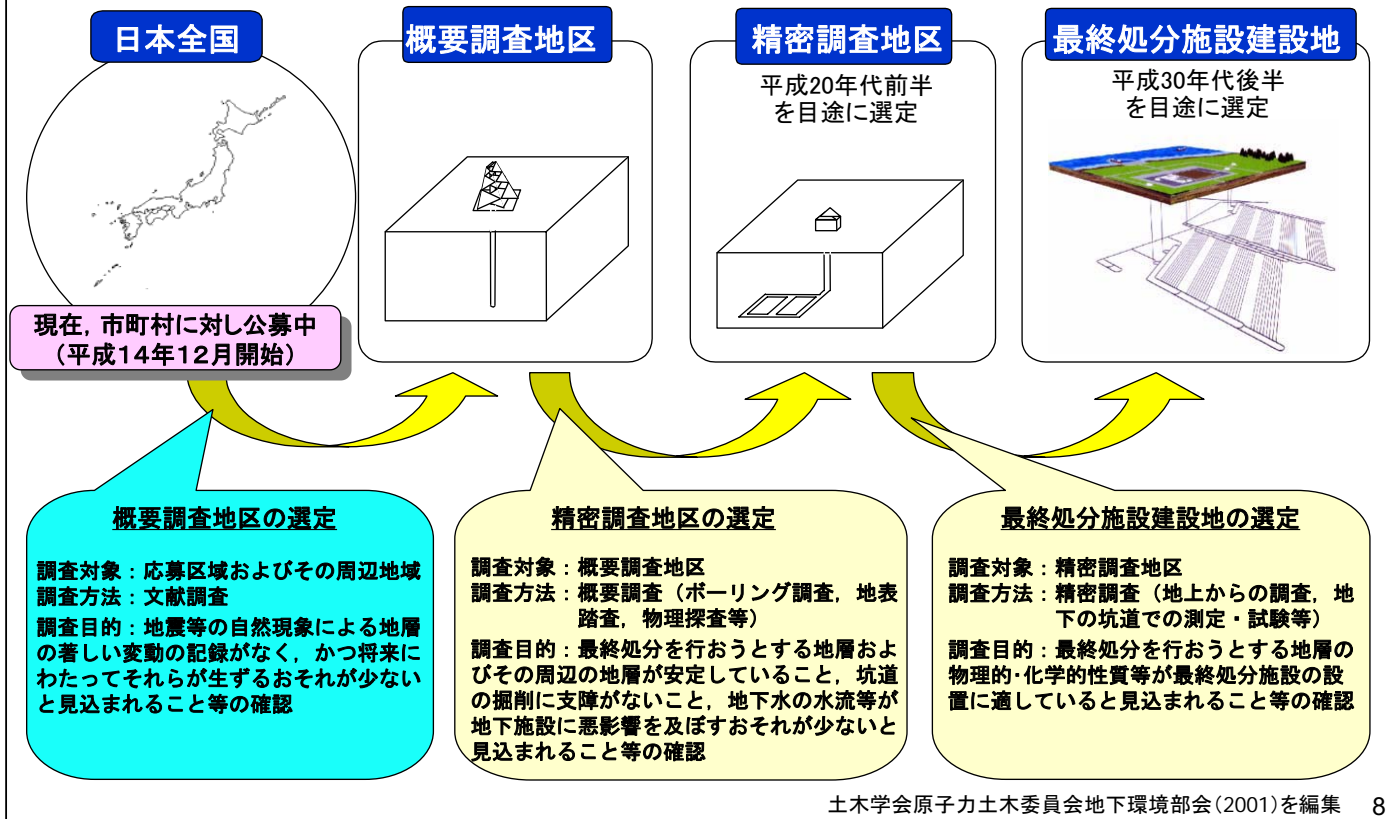 日本全国
概要調査地区
精密調査地区
最終処分施設建設地
平成20年代前半
を目途に選定
平成30年代後半
を目途に選定
現在，市町村に対し公募中
（平成１４年１２月開始）
概要調査地区の選定
調査対象：応募区域およびその周辺地域
調査方法：文献調査
調査目的：地震等の自然現象による地層
の著しい変動の記録がなく，かつ将来に
わたってそれらが生ずるおそれが少ない
と見込まれること等の確認
精密調査地区の選定
調査対象：概要調査地区
調査方法：概要調査（ボーリング調査，地表
踏査，物理探査等）
調査目的：最終処分を行おうとする地層およ
びその周辺の地層が安定していること，坑道
の掘削に支障がないこと，地下水の水流等が
地下施設に悪影響を及ぼすおそれが少ないと
見込まれること等の確認
最終処分施設建設地の選定
調査対象：精密調査地区
調査方法：精密調査（地上からの調査，地
下の坑道での測定・試験等）
調査目的：最終処分を行おうとする地層の
物理的･化学的性質等が最終処分施設の設
置に適していると見込まれること等の確認
土木学会原子力土木委員会地下環境部会（2001）を編集
8